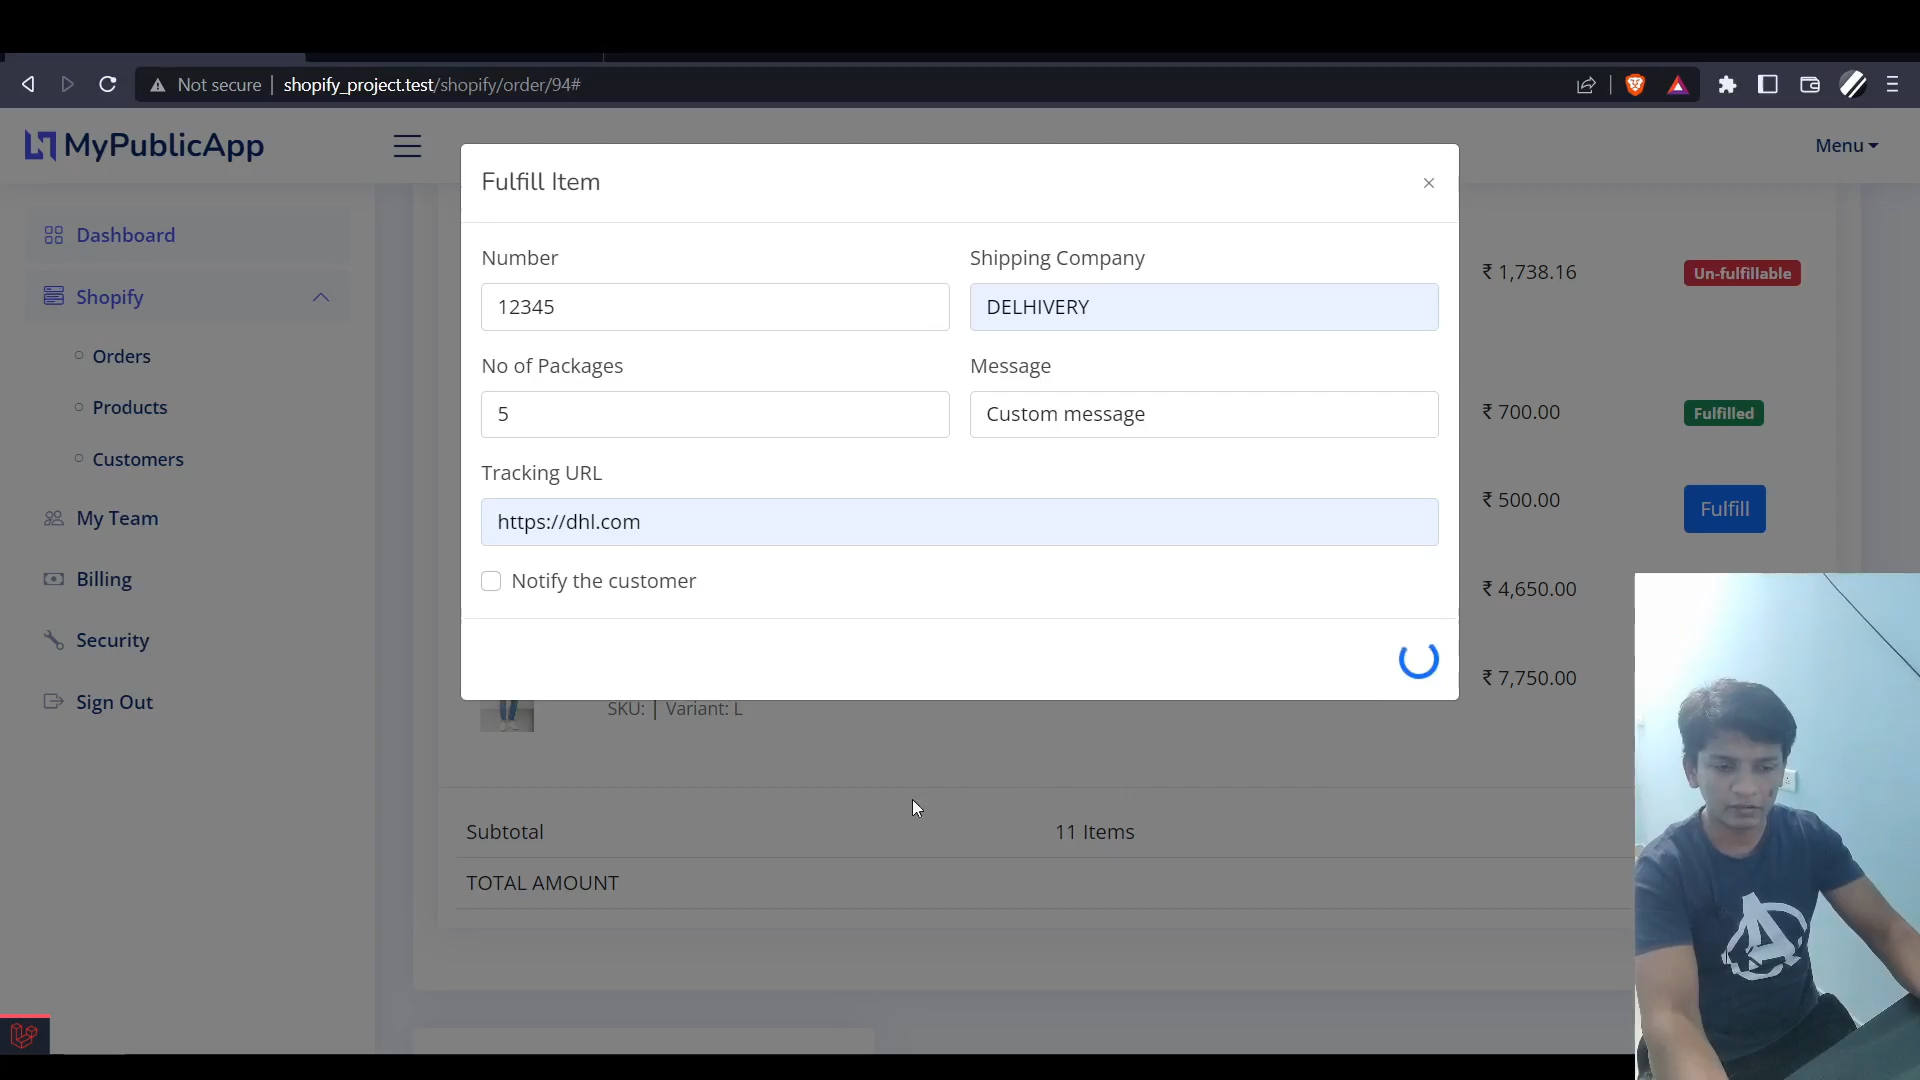 Not secure
shopify_project.test/shopify/order/94#
MyPublicApp
Menu
Dashboard
Shopify
Orders
Products
Customers
My Team
Billing
Security
Sign Out
Fulfill Item
×
Number
Shipping Company
12345
DELHIVERY
No of Packages
Message
5
Custom message
Tracking URL
https://dhl.com
Notify the customer
₹ 1,738.16
Un-fulfillable
₹ 700.00
Fulfilled
₹ 500.00
Fulfill
₹ 4,650.00
₹ 7,750.00
SKU: | Variant: L
Subtotal
11 Items
TOTAL AMOUNT